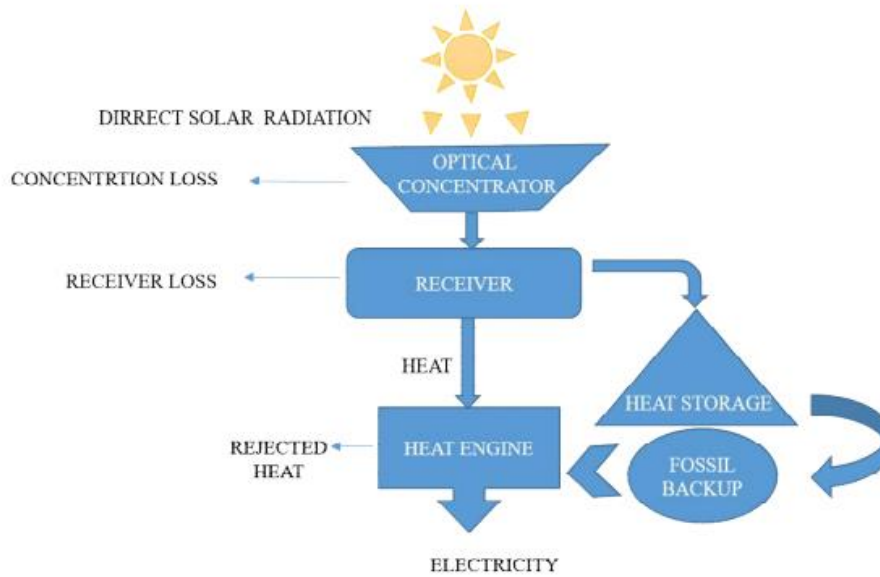 DIRRECT SOLAR RADIATION
OPTICAL
CONCENTRATOR
CONCENTRTION LOSS
RECEIVER LOSS
RECEIVER
HEAT
HEAT STORAGE
REJECTED
HEAT
HEAT ENGINE
FOSSIL
BACKUP
ELECTRICITY